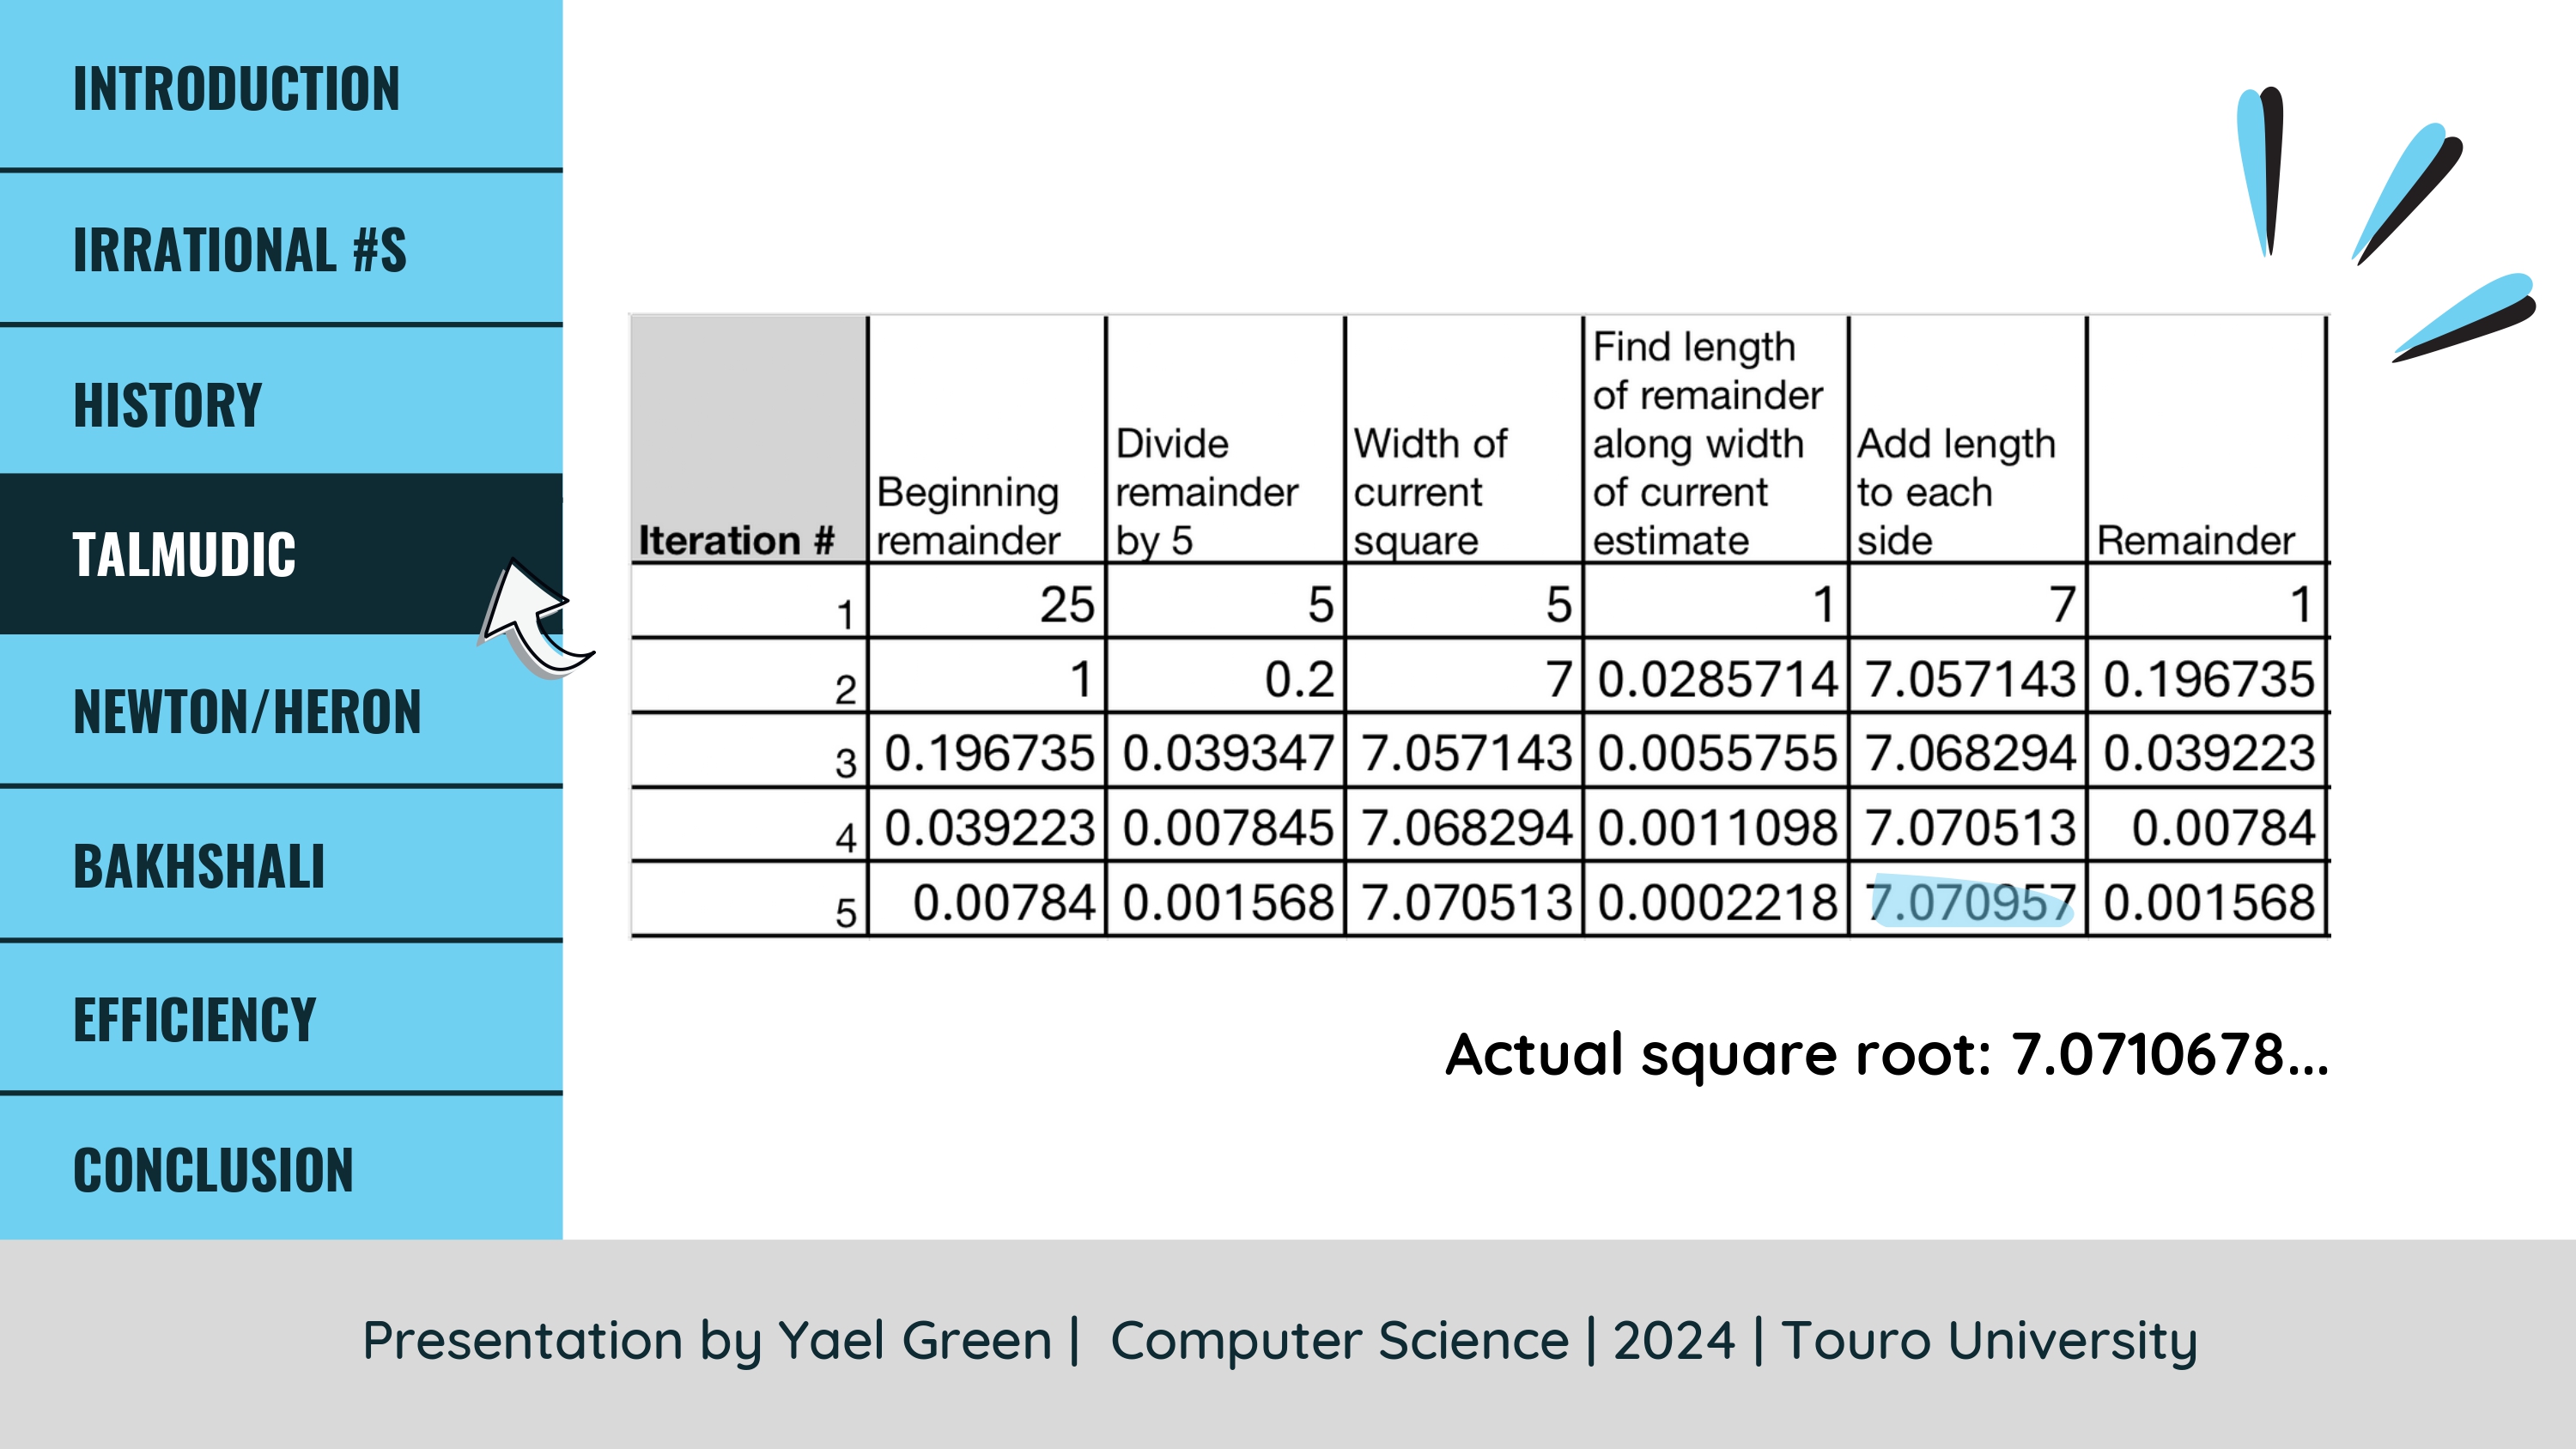 INTRODUCTION
IRRATIONAL #S
HISTORY
TALMUDIC
NEWTON/HERON
BAKHSHALI
EFFICIENCY
CONCLUSION
Iteration #
Beginning
remainder
Divide
remainder
by 5
Width of
current
square
Find length
of remainder
along width
of current
estimate
Add length
to each
side
Remainder
1 25 5 5 1 7 1
2 1 0.2 7 0.0285714 7.057143 0.196735
3 0.196735 0.039347 7.057143 0.0055755 7.068294 0.039223
4 0.039223 0.007845 7.068294 0.0011098 7.070513 0.00784
5 0.00784 0.001568 7.070513 0.0002218 7.070957 0.001568
Actual square root: 7.0710678...
Presentation by Yael Green | Computer Science | 2024 | Touro University